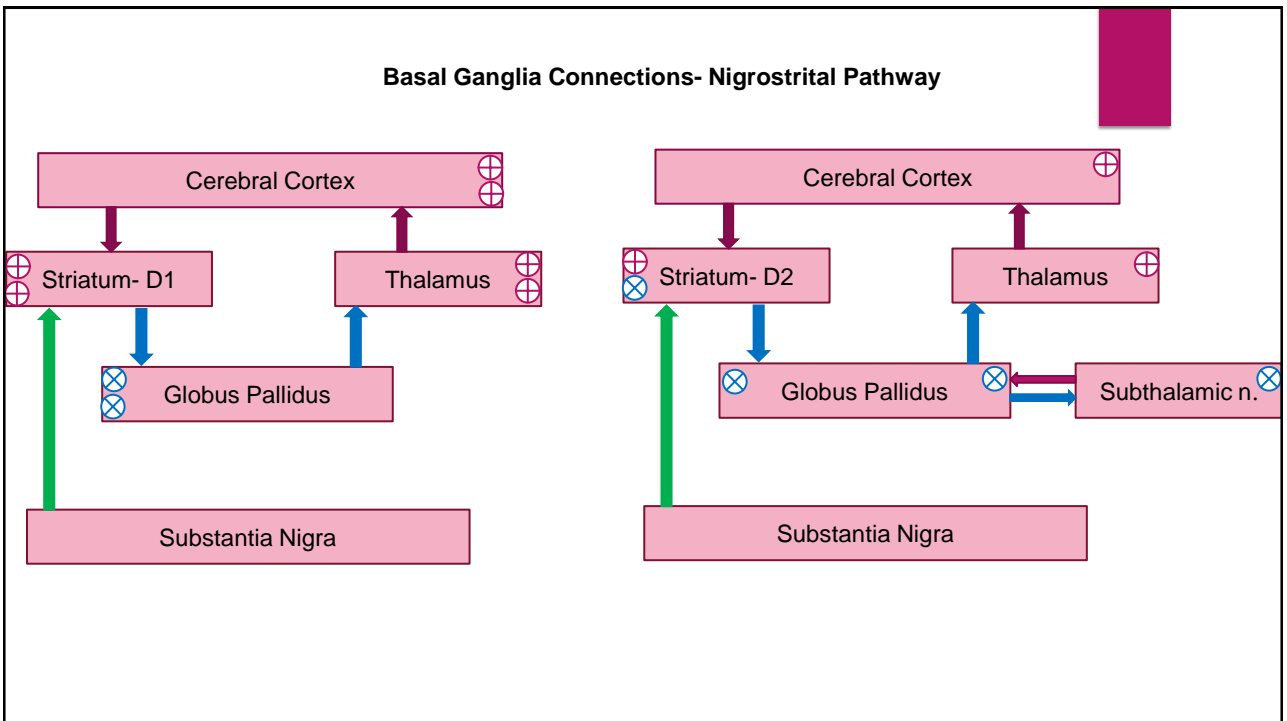 Basal Ganglia Connections- Nigrostrital Pathway
Cerebral Cortex
Striatum- D1
Thalamus
Globus Pallidus
Substantia Nigra
Cerebral Cortex
Striatum- D2
Thalamus
Globus Pallidus
Subthalamic n.
Substantia Nigra